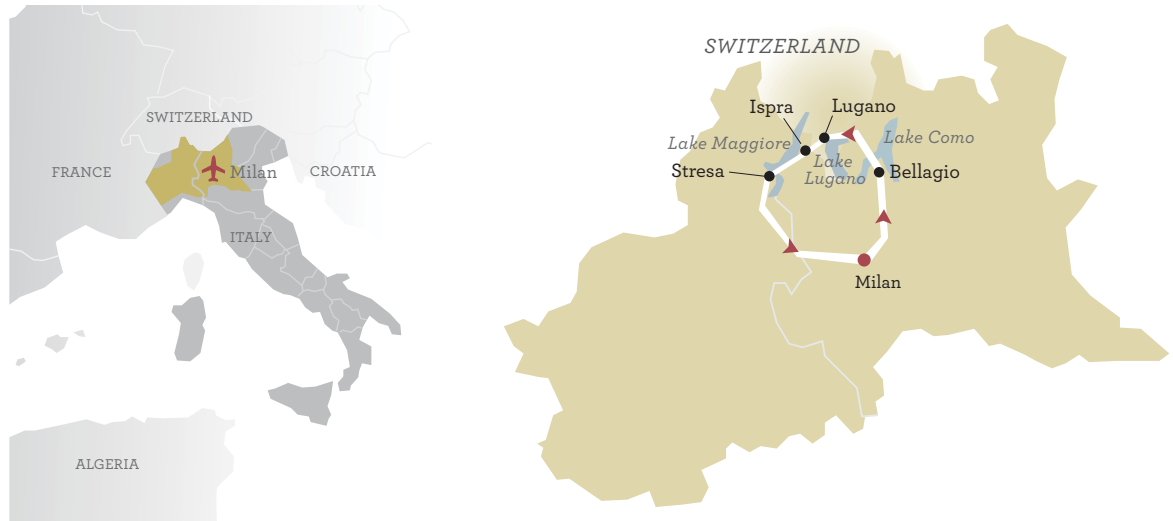 SWITZERLAND
FRANCE
Milan
CROATIA
ITALY
ALGERIA
SWITZERLAND
Ispra
Lugano
Lake Maggiore
Lake Como
Lake
Lugano
Stresa
Bellagio
Milan